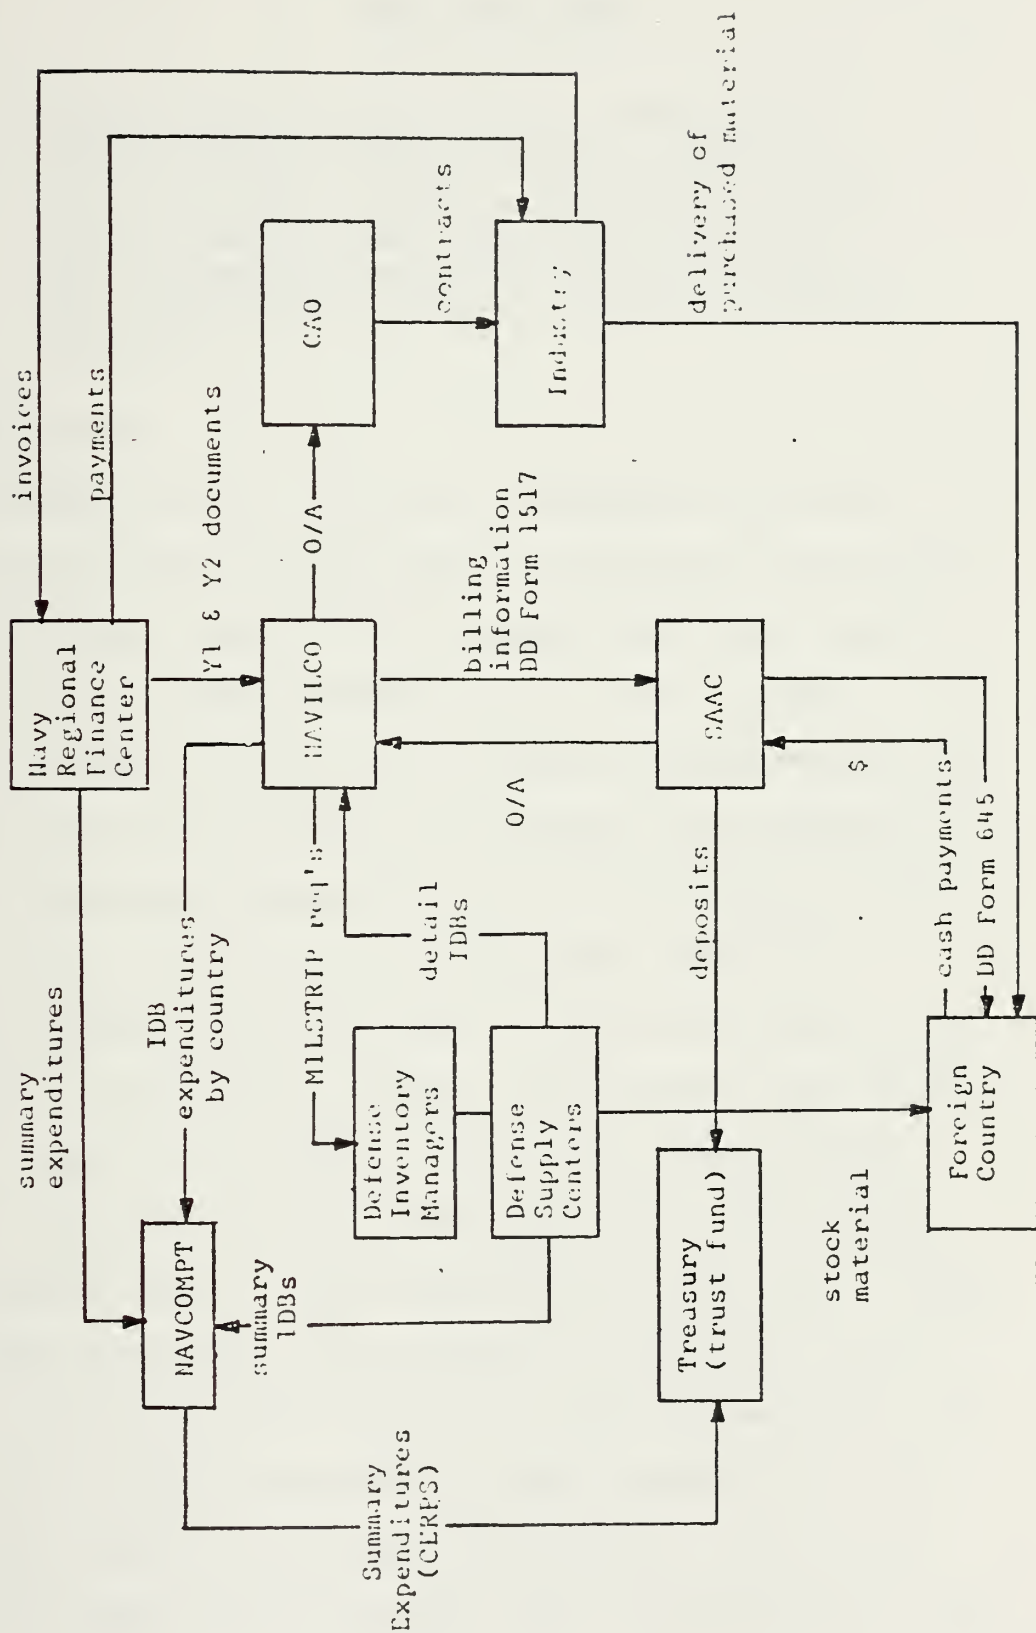 summary
expenditures
Navy
Regional
Finance
Center
invoices
payments
NAVCOMPT
IDB
expenditures
by country
Y1 & Y2 documents
summary
IDBs
MILSTRIP req's
NAVILCO
O/A
CAO
Defense
Inventory
Managers
detail
IDBs
contracts
Summary
Expenditures
(CERPS)
Defense
Supply
Centers
O/A
billing
information
DD Form 1517
Industry
Treasury
(trust fund)
deposits
SAAC
delivery of
purchased material
stock
material
$
cash payments
DD Form 645
Foreign
Country